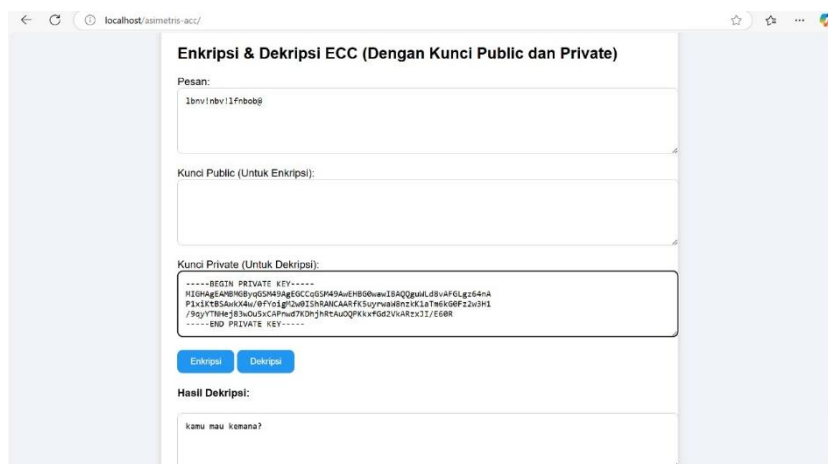 localhost/asimetris-acc/
Enkripsi & Dekripsi ECC (Dengan Kunci Public dan Private)
Pesan:
lbnv!nbv!lfnbob@
Kunci Public (Untuk Enkripsi):
Kunci Private (Untuk Dekripsi):
-----BEGIN PRIVATE KEY-----
-----END PRIVATE KEY-----
Enkripsi
Dekripsi
Hasil Dekripsi:
kamu mau kemana?